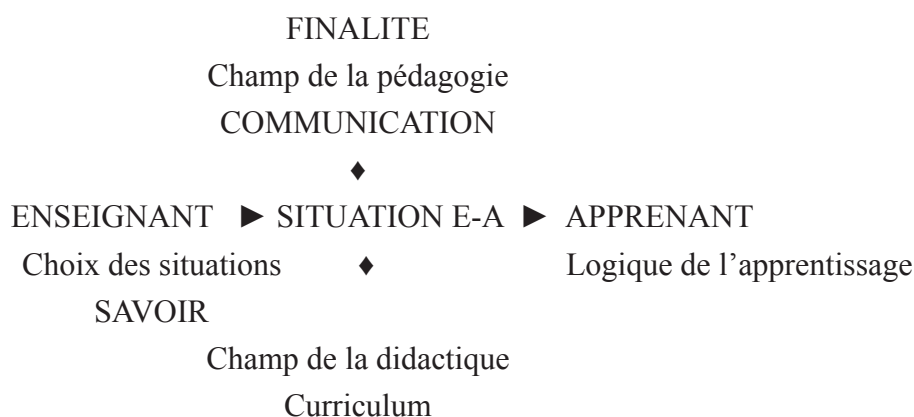 FINALITE
Champ de la pédagogie
COMMUNICATION
♦
ENSEIGNANT ► SITUATION E-A ► APPRENANT
Choix des situations ♦ Logique de l’apprentissage
SAVOIR
Champ de la didactique
Curriculum